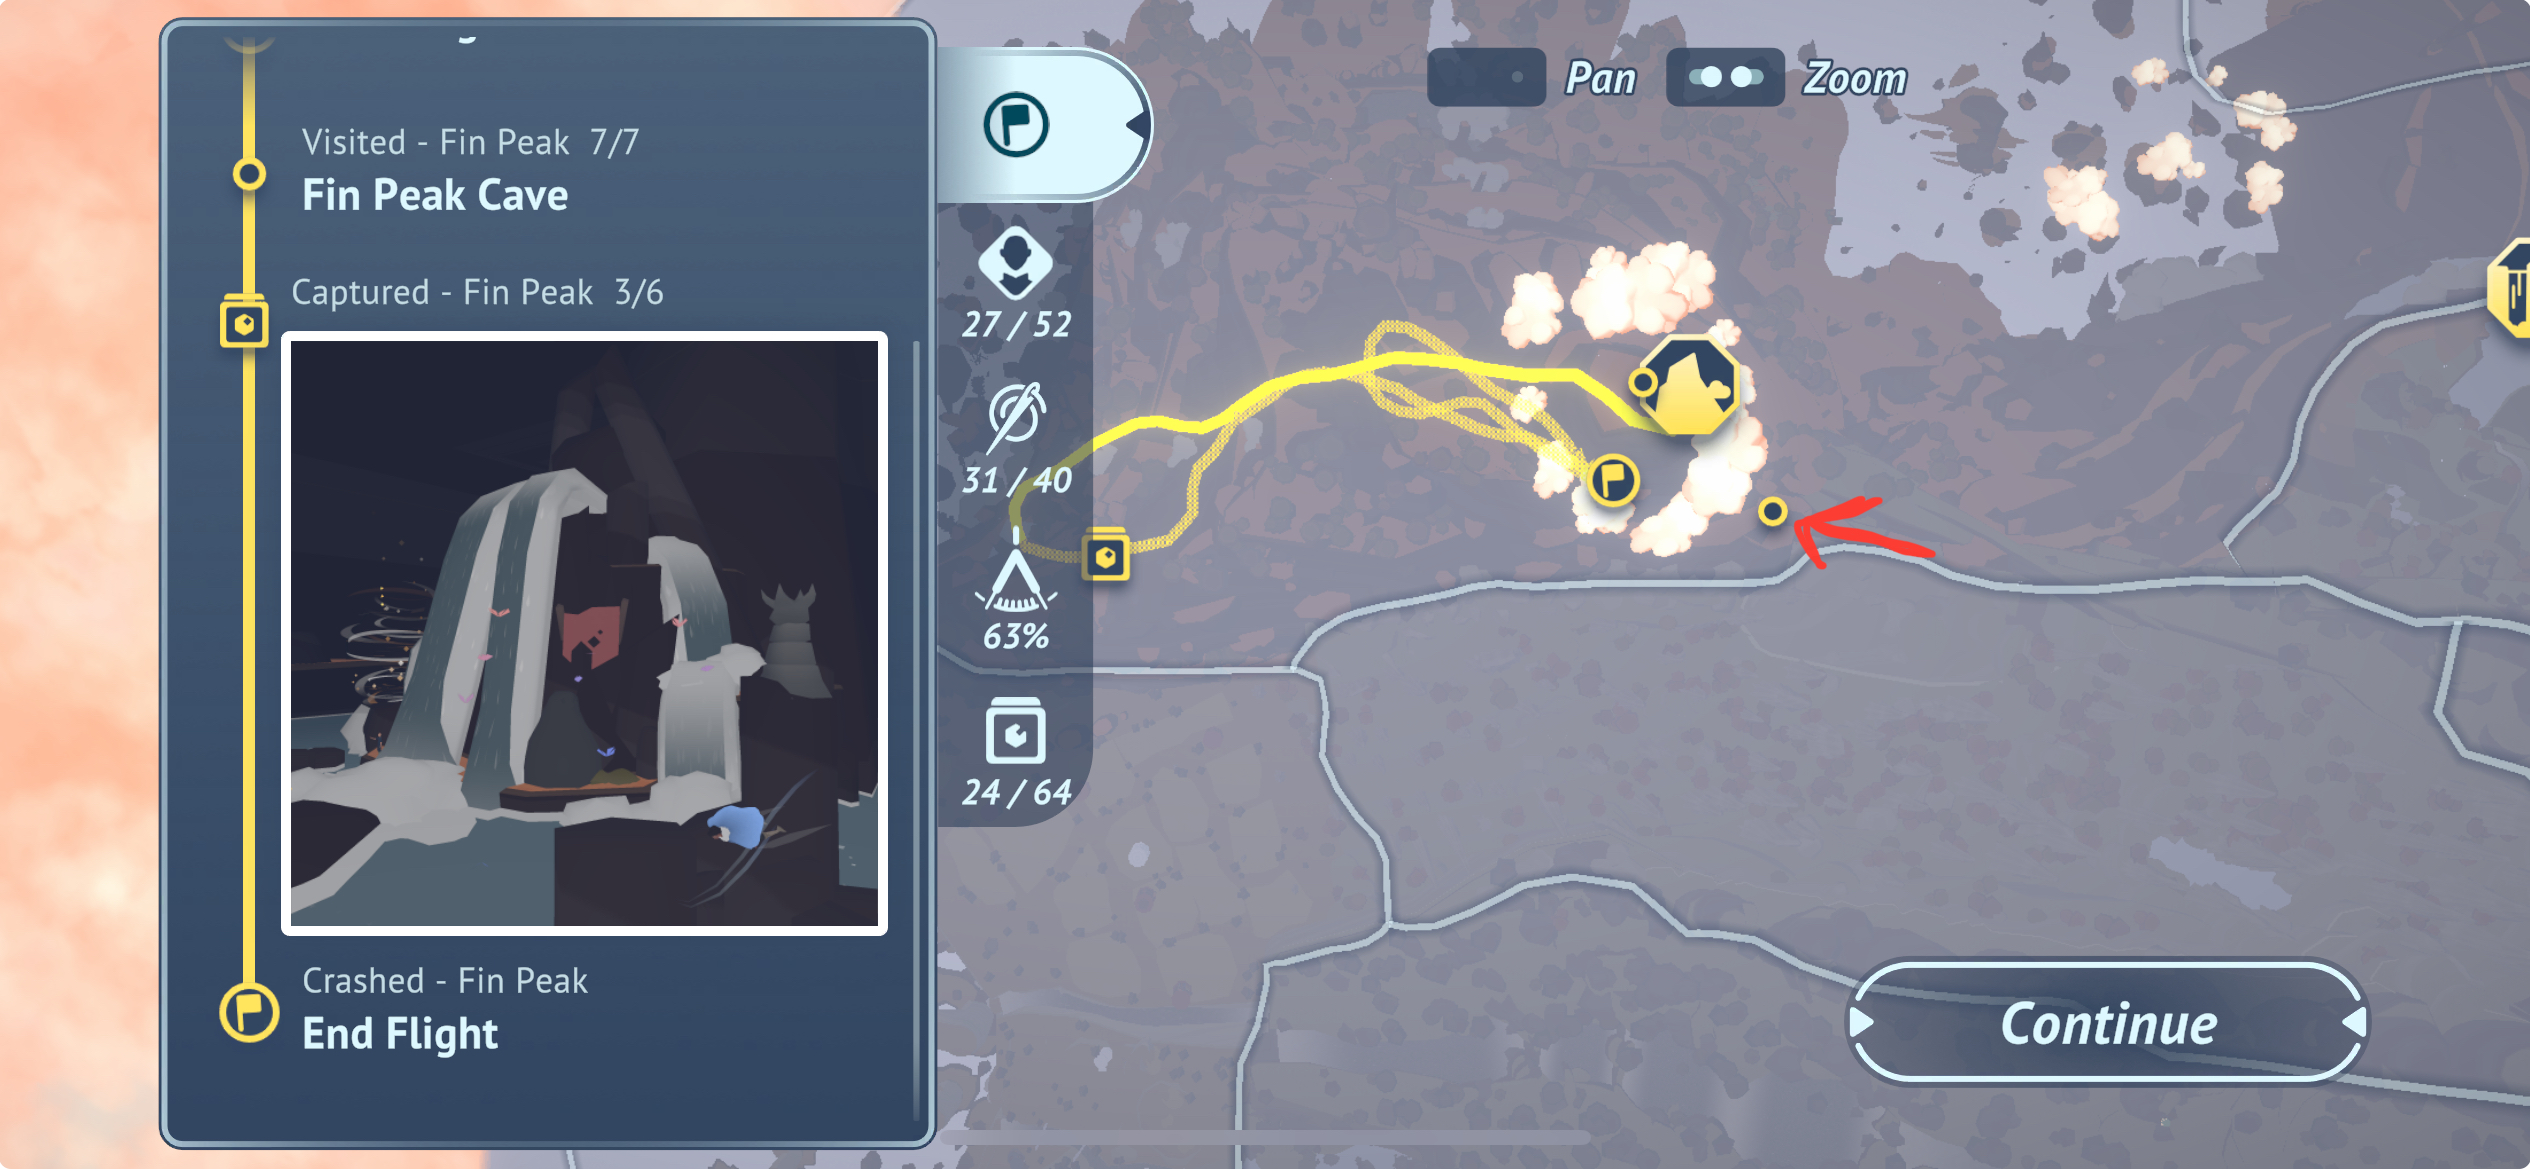 Visited - Fin Peak 7/7
Fin Peak Cave
Captured - Fin Peak 3/6
Crashed - Fin Peak
End Flight
27 / 52
31 / 40
63%
24 / 64
Pan
Zoom
Continue